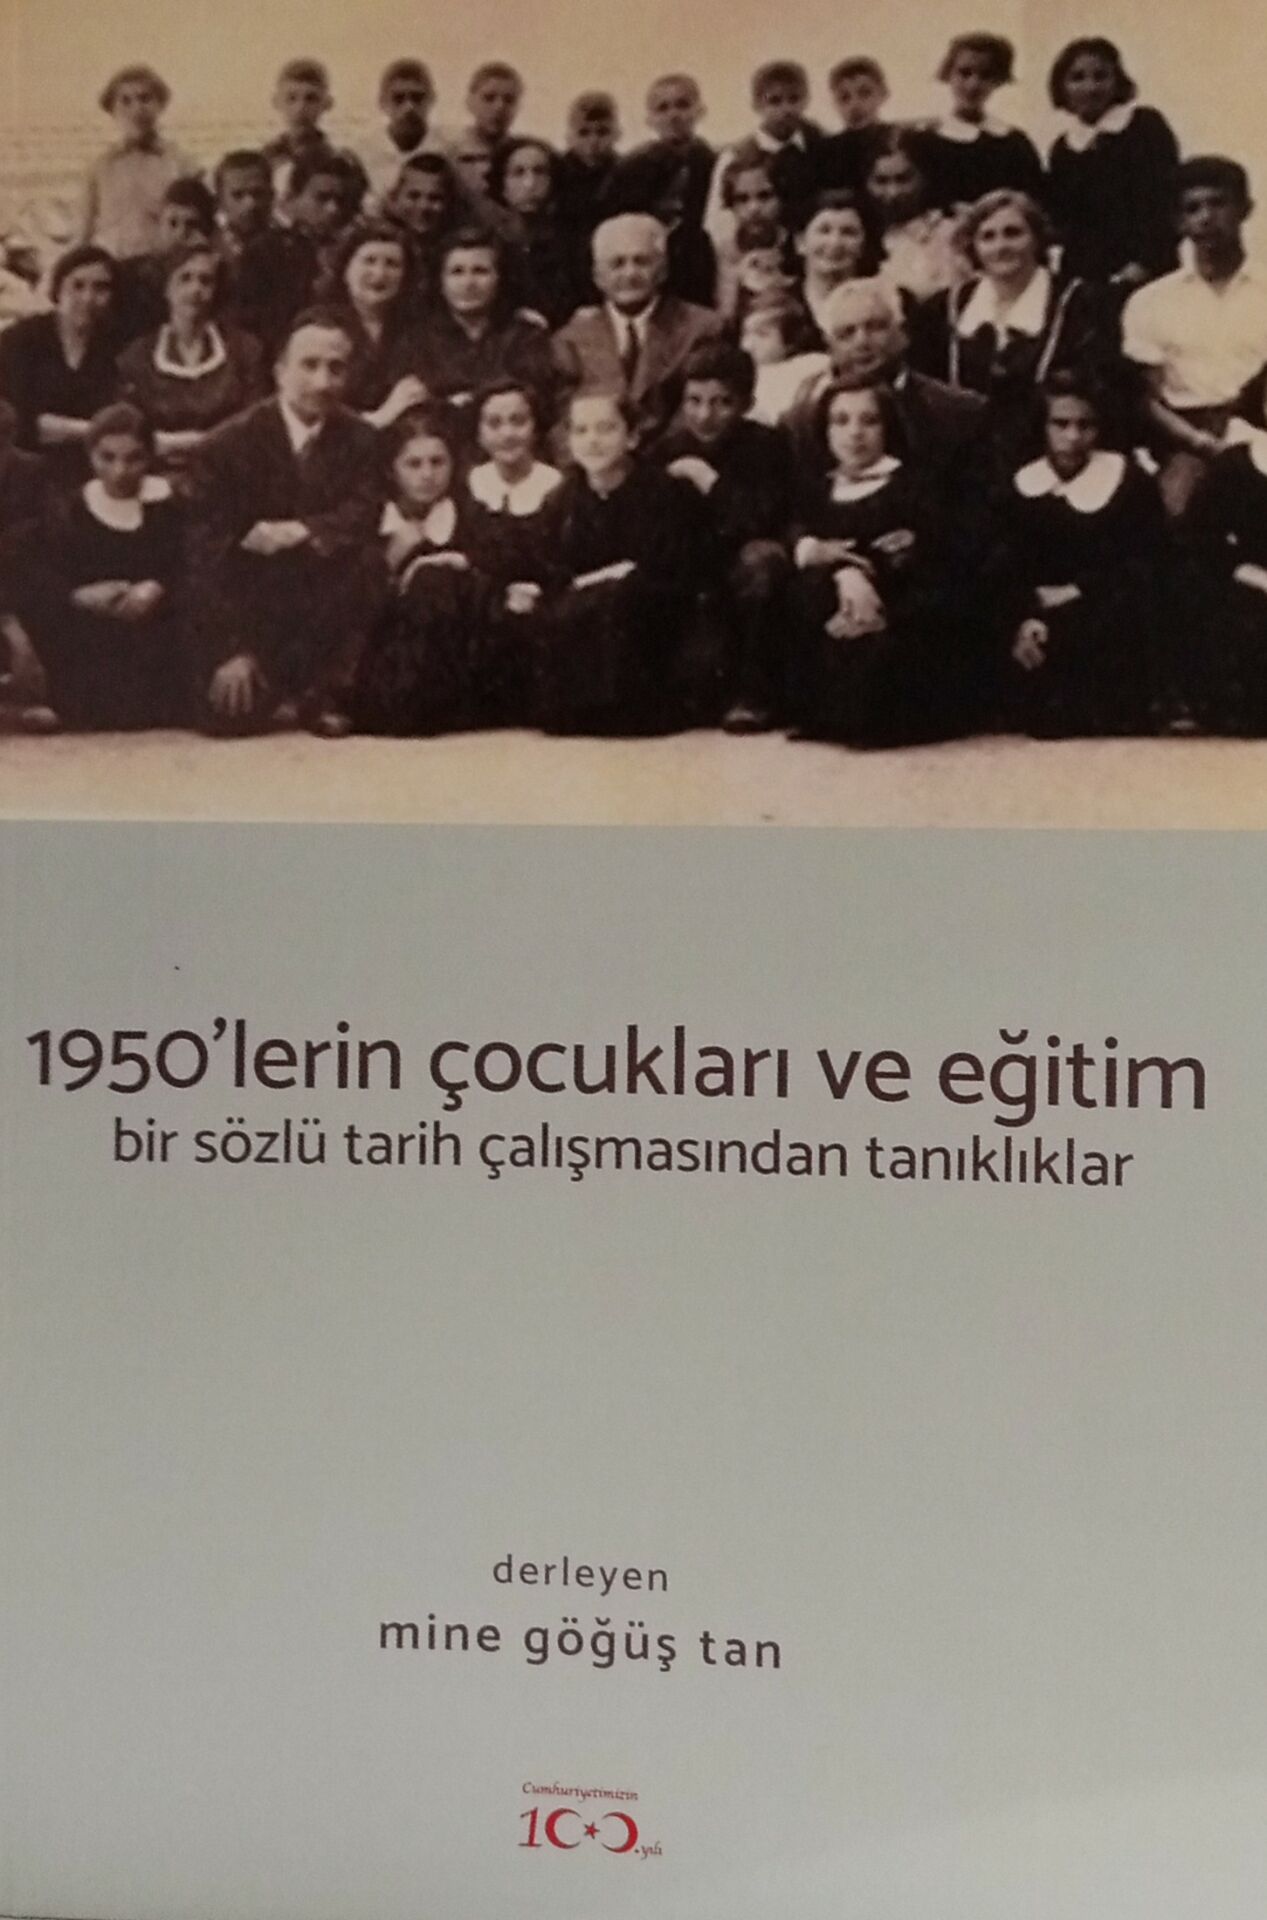 1950'lerin çocukları ve eğitim
bir sözlü tarih çalışmasından tanıklıklar
derleyen
mine göğüş tan
Cumhuriyetimizin
100.yılı